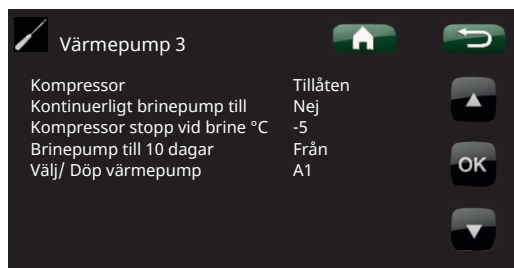 Värmepump 3
Kompressor Tillåten
Kontinuerligt brinepump till Nej
Kompressor stopp vid brine °C -5
Brinepump till 10 dagar Från
Välj/ Döp värmepump A1
OK